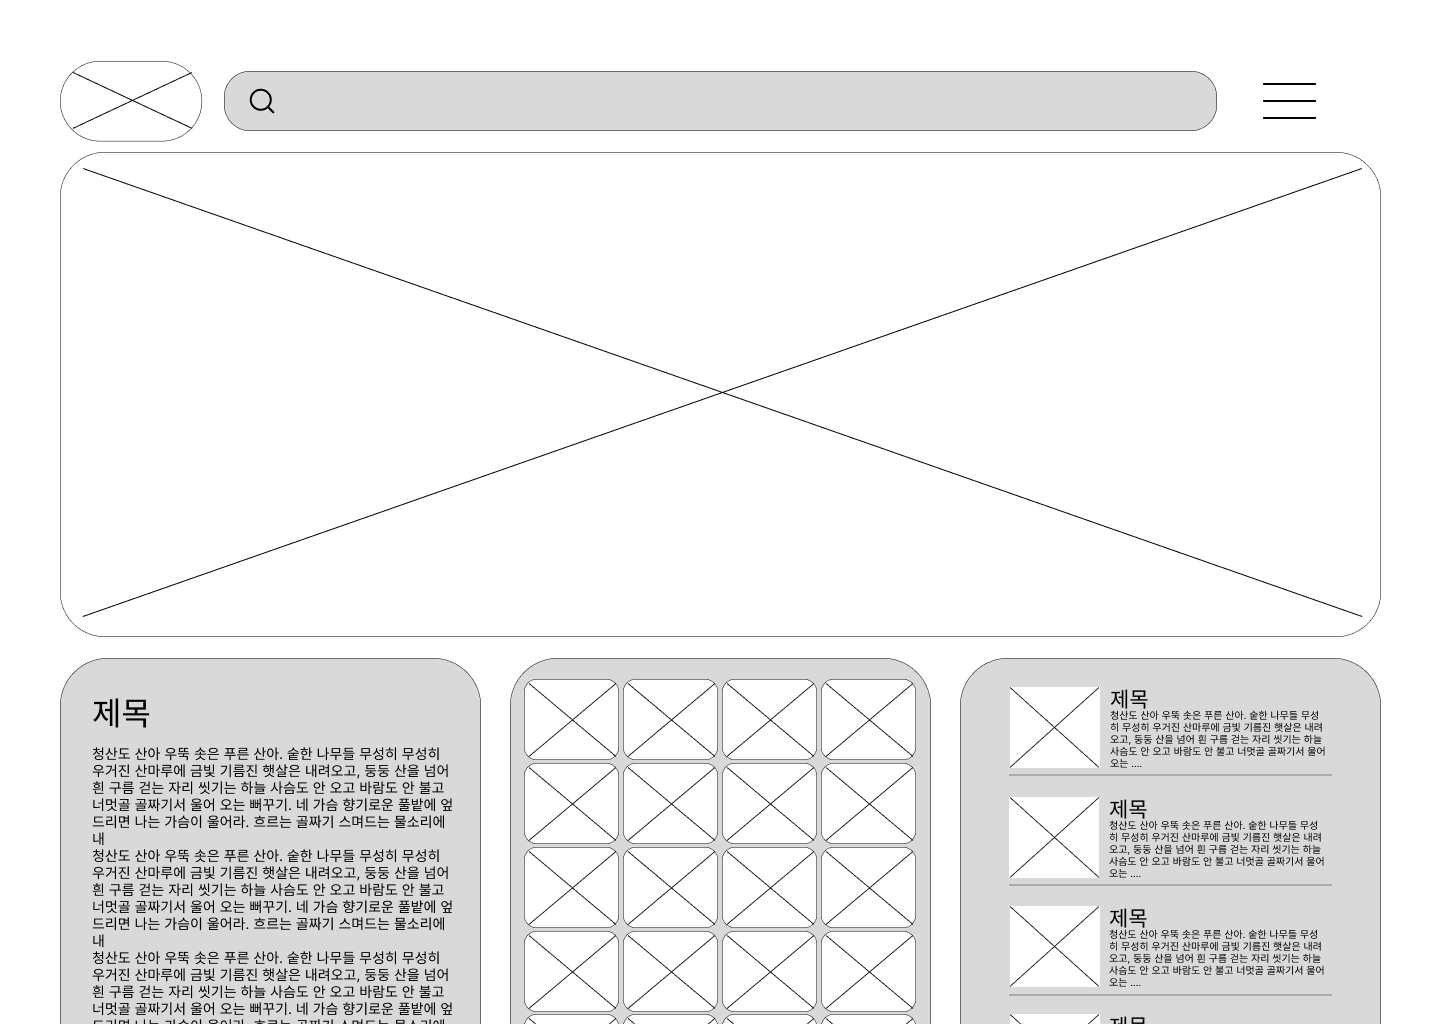 제목
청산도 산아 우뚝 솟은 푸른 산아. 숱한 나무들 무성히 무성히
우거진 산마루에 금빛 기름진 햇살은 내려오고, 둥둥 산을 넘어
흰 구름 걷는 자리 씻기는 하늘 사슴도 안 오고 바람도 안 불고
너멋골 골짜기서 울어 오는 뻐꾸기. 네 가슴 향기로운 풀밭에 엎
드리면 나는 가슴이 울어라. 흐르는 골짜기 스며드는 물소리에
내
청산도 산아 우뚝 솟은 푸른 산아. 숱한 나무들 무성히 무성히
우거진 산마루에 금빛 기름진 햇살은 내려오고, 둥둥 산을 넘어
흰 구름 걷는 자리 씻기는 하늘 사슴도 안 오고 바람도 안 불고
너멋골 골짜기서 울어 오는 뻐꾸기. 네 가슴 향기로운 풀밭에 엎
드리면 나는 가슴이 울어라. 흐르는 골짜기 스며드는 물소리에
내
청산도 산아 우뚝 솟은 푸른 산아. 숱한 나무들 무성히 무성히
우거진 산마루에 금빛 기름진 햇살은 내려오고, 둥둥 산을 넘어
흰 구름 걷는 자리 씻기는 하늘 사슴도 안 오고 바람도 안 불고
너멋골 골짜기서 울어 오는 뻐꾸기. 네 가슴 향기로운 풀밭에 엎
제목
청산도 산아 우뚝 솟은 푸른 산아. 숱한 나무들 무성
히 무성히 우거진 산마루에 금빛 기름진 햇살은 내려
오고, 둥둥 산을 넘어 흰 구름 걷는 자리 씻기는 하늘
사슴도 안 오고 바람도 안 불고 너멋골 골짜기서 울어
오는 ....
제목
청산도 산아 우뚝 솟은 푸른 산아. 숱한 나무들 무성
히 무성히 우거진 산마루에 금빛 기름진 햇살은 내려
오고, 둥둥 산을 넘어 흰 구름 걷는 자리 씻기는 하늘
사슴도 안 오고 바람도 안 불고 너멋골 골짜기서 울어
오는 ....
제목
청산도 산아 우뚝 솟은 푸른 산아. 숱한 나무들 무성
히 무성히 우거진 산마루에 금빛 기름진 햇살은 내려
오고, 둥둥 산을 넘어 흰 구름 걷는 자리 씻기는 하늘
사슴도 안 오고 바람도 안 불고 너멋골 골짜기서 울어
오는 ....